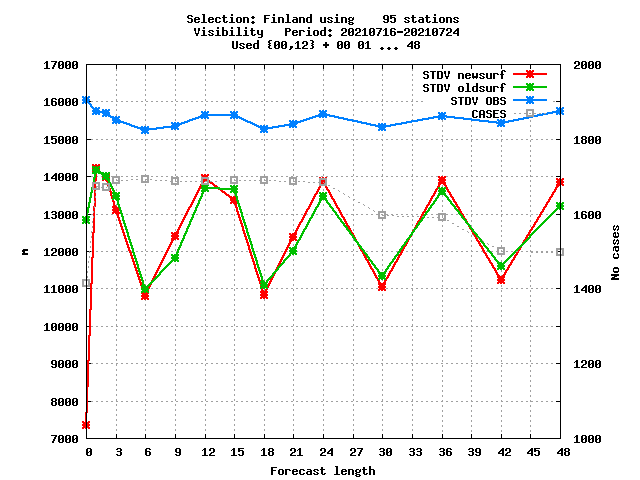 Selection: Finland using    95 stations
Visibility   Period: 20210716-20210724
Used {00,12} + 00 01 ... 48
STDV newsurf
STDV oldsurf
STDV OBS
CASES
17000
16000
15000
14000
13000
12000
11000
10000
9000
8000
7000
m
2000
1800
1600
1400
1200
1000
No cases
0 3 6 9 12 15 18 21 24 27 30 33 36 39 42 45 48
Forecast length